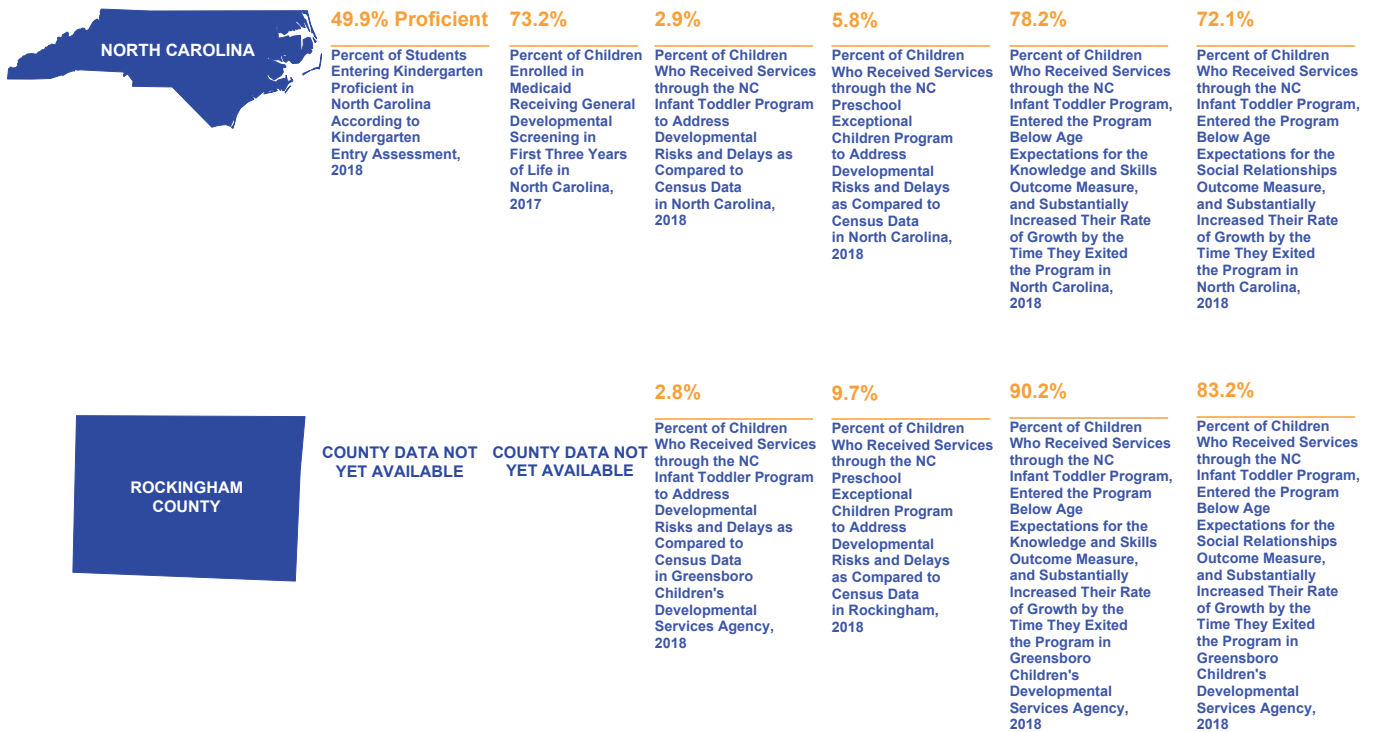 NORTH CAROLINA
49.9% Proficient
Percent of Students
Entering Kindergarten
Proficient in
North Carolina
According to
Kindergarten
Entry Assessment,
2018
73.2%
Percent of Children
Enrolled in
Medicaid
Receiving General
Developmental
Screening in
First Three Years
of Life in
North Carolina,
2017
2.9%
Percent of Children
Who Received Services
through the NC
Infant Toddler Program
to Address
Developmental
Risks and Delays as
Compared to
Census Data
in North Carolina,
2018
5.8%
Percent of Children
Who Received Services
through the NC
Preschool
Exceptional
Children Program
to Address
Developmental
Risks and Delays
as Compared to
Census Data
in North Carolina,
2018
78.2%
Percent of Children
Who Received Services
through the NC
Infant Toddler Program,
Entered the Program
Below Age
Expectations for the
Knowledge and Skills
Outcome Measure,
and Substantially
Increased Their Rate
of Growth by the
Time They Exited
the Program in
North Carolina,
2018
72.1%
Percent of Children
Who Received Services
through the NC
Infant Toddler Program,
Entered the Program
Below Age
Expectations for the
Social Relationships
Outcome Measure,
and Substantially
Increased Their Rate
of Growth by the
Time They Exited
the Program in
North Carolina,
2018
ROCKINGHAM
COUNTY
COUNTY DATA NOT
YET AVAILABLE
COUNTY DATA NOT
YET AVAILABLE
2.8%
Percent of Children
Who Received Services
through the NC
Infant Toddler Program
to Address
Developmental
Risks and Delays as
Compared to
Census Data
in Greensboro
Children's
Developmental
Services Agency,
2018
9.7%
Percent of Children
Who Received Services
through the NC
Preschool
Exceptional
Children Program
to Address
Developmental
Risks and Delays
as Compared to
Census Data
in Rockingham,
2018
90.2%
Percent of Children
Who Received Services
through the NC
Infant Toddler Program,
Entered the Program
Below Age
Expectations for the
Knowledge and Skills
Outcome Measure,
and Substantially
Increased Their Rate
of Growth by the
Time They Exited
the Program in
Greensboro
Children's
Developmental
Services Agency,
2018
83.2%
Percent of Children
Who Received Services
through the NC
Infant Toddler Program,
Entered the Program
Below Age
Expectations for the
Social Relationships
Outcome Measure,
and Substantially
Increased Their Rate
of Growth by the
Time They Exited
the Program in
Greensboro
Children's
Developmental
Services Agency,
2018